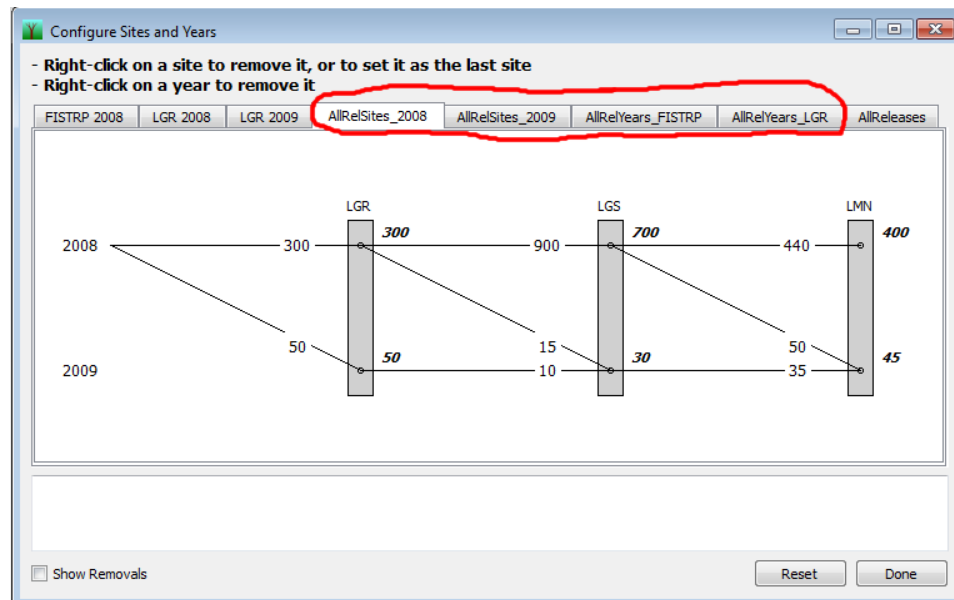 Configure Sites and Years
- Right-click on a site to remove it, or to set it as the last site
- Right-click on a year to remove it
FISTRP 2008 LGR 2008 LGR 2009 AllRelSites_2008 AllRelSites_2009 AllRelYears_FISTRP AllRelYears_LGR AllReleases
LGR LGS LMN
300 700 400
2008 300 900 440
50 15 50
50 30 45
2009 10 35
Show Removals Reset Done